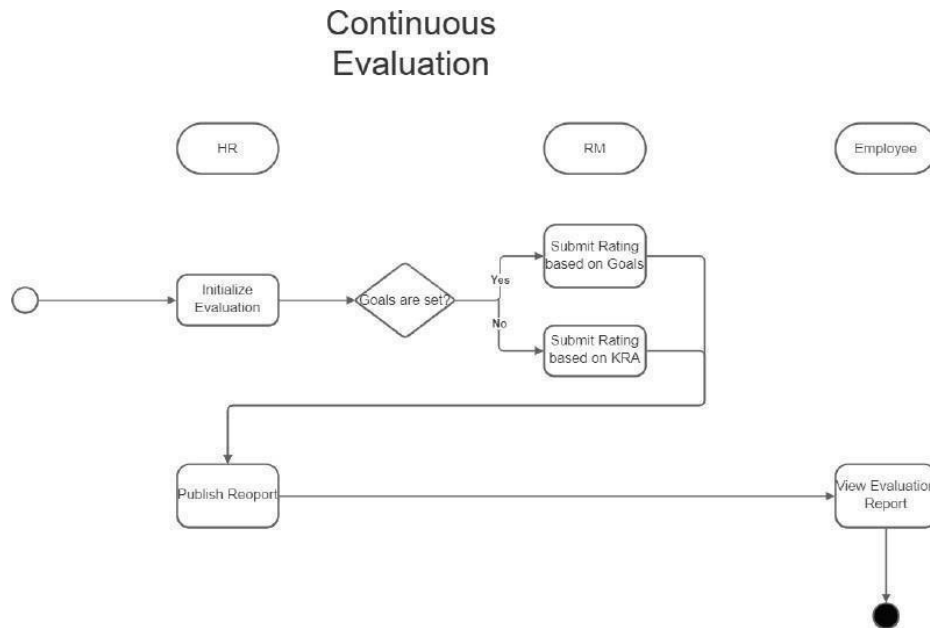 Continuous
Evaluation
HR
RM
Employee
Submit Rating
based on Goals
Initialize
Evaluation
Goals are set?
Yes
No
Submit Rating
based on KRA
Publish Reoport
View Evaluation
Report